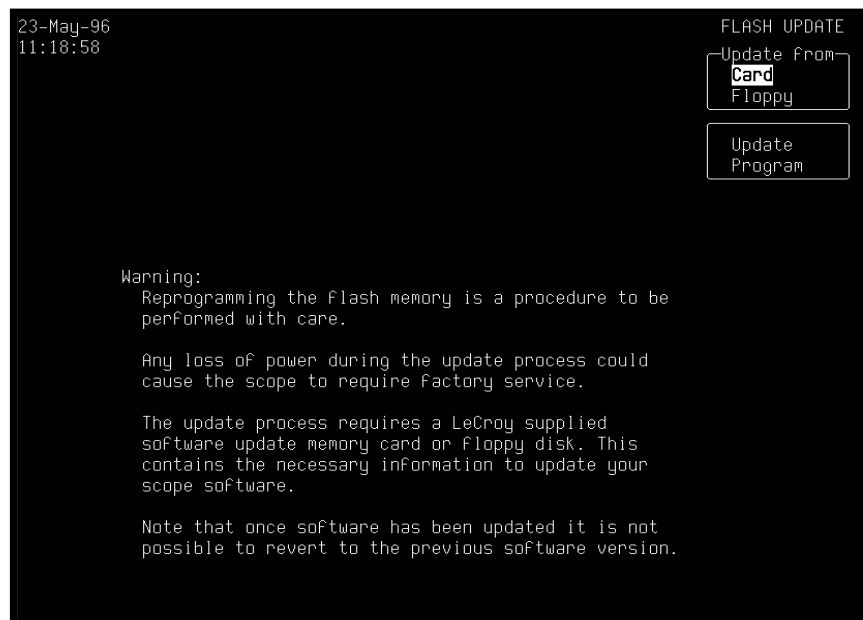 23-May-96
11:18:58
FLASH UPDATE
Update from
Card
Floppy
Update
Program
Warning:
Reprogramming the flash memory is a procedure to be
performed with care.
Any loss of power during the update process could
cause the scope to require factory service.
The update process requires a LeCroy supplied
software update memory card or floppy disk. This
contains the necessary information to update your
scope software.
Note that once software has been updated it is not
possible to revert to the previous software version.